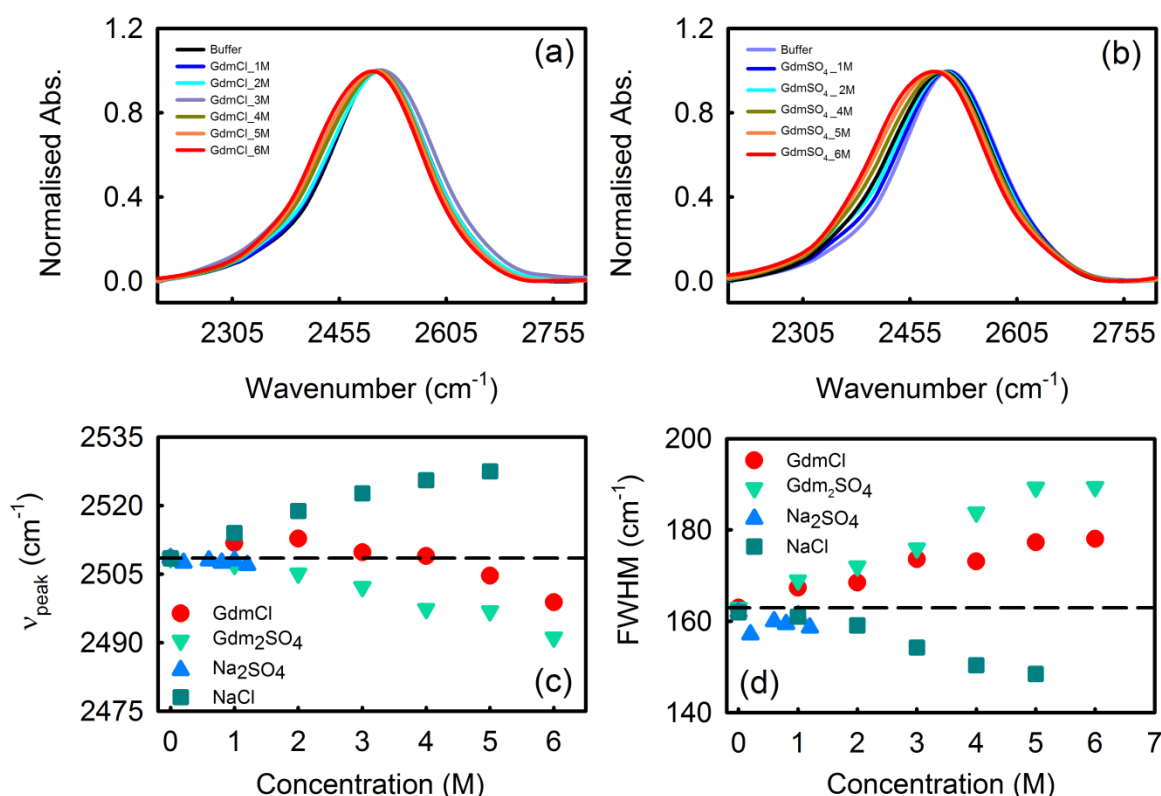 1.2
0.8
0.4
0.0
Normalised Abs.
(a)
Buffer
GdmCl_1M
GdmCl_2M
GdmCl_3M
GdmCl_4M
GdmCl_5M
GdmCl_6M
2305 2455 2605 2755
Wavenumber (cm⁻¹)
1.2
0.8
0.4
0.0
Normalised Abs.
(b)
Buffer
GdmSO₄_1M
GdmSO₄_2M
GdmSO₄_4M
GdmSO₄_5M
GdmSO₄_6M
2305 2455 2605 2755
Wavenumber (cm⁻¹)
2535
2505
2490
2475
ν_peak (cm⁻¹)
GdmCl
Gdm₂SO₄
Na₂SO₄
NaCl
(c)
0 1 2 3 4 5 6
Concentration (M)
200
180
160
140
FWHM (cm⁻¹)
GdmCl
Gdm₂SO₄
Na₂SO₄
NaCl
(d)
0 1 2 3 4 5 6 7
Concentration (M)